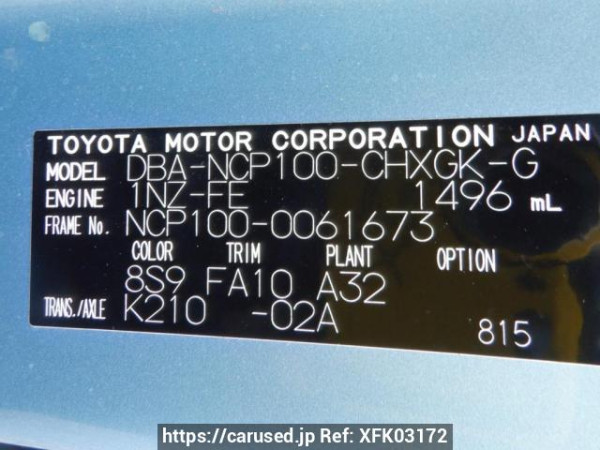 TOYOTA MOTOR CORPORATION JAPAN
MODEL DBA-NCP100-CHXGK-G
ENGINE 1NZ-FE 1496 mL
FRAME No. NCP100-0061673
COLOR TRIM PLANT OPTION
8S9 FA10 A32
TRANS./AXLE K210 -02A 815
https://carused.jp Ref: XFK03172